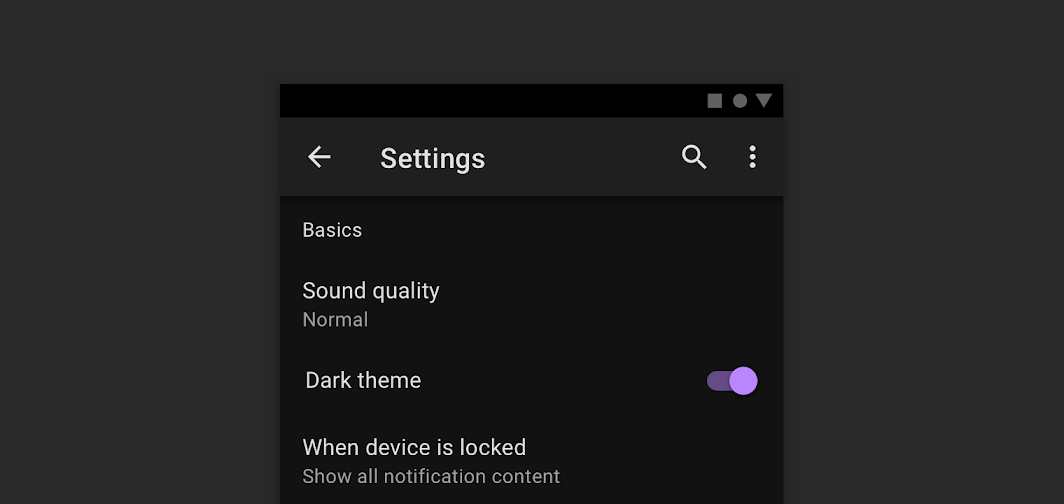 Settings
Basics
Sound quality
Normal
Dark theme
When device is locked
Show all notification content